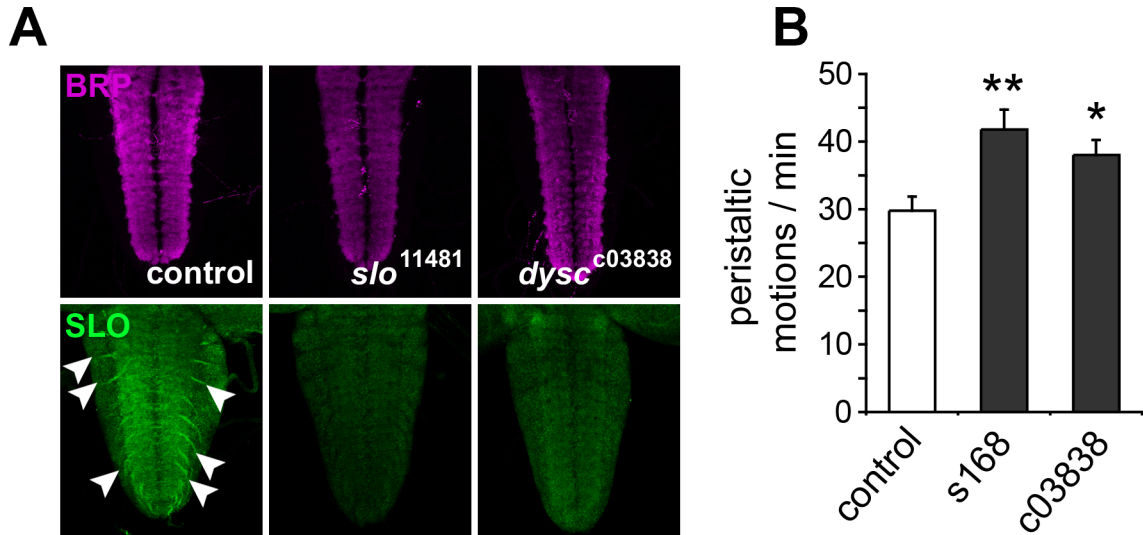 A
BRP
control
slo11481
dyscc03838
SLO
B
peristaltic
motions / min
50
40
30
20
10
0
**
*
control
s168
c03838